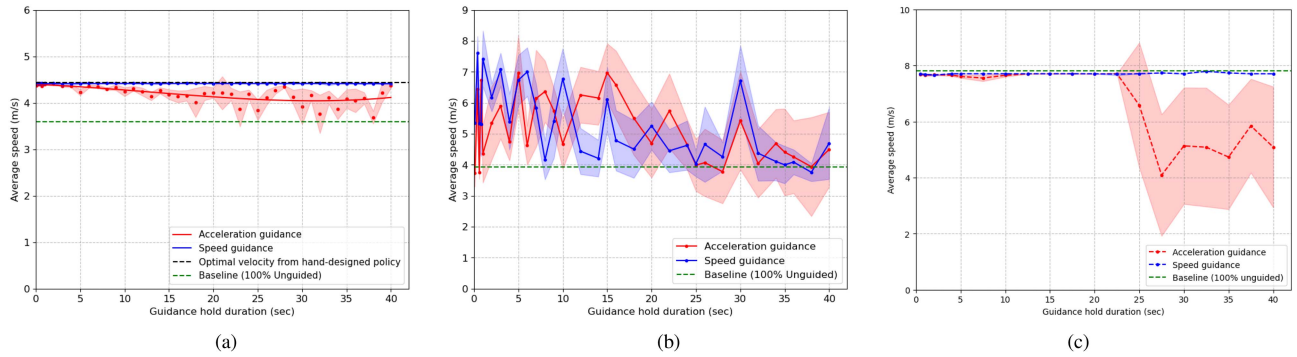 6
5
4
3
2
1
0
Average speed (m/s)
0 5 10 15 20 25 30 35 40
Guidance hold duration (sec)
Acceleration guidance
Speed guidance
Optimal velocity from hand-designed policy
Baseline (100% Unguided)
(a)
9
8
7
6
5
4
3
2
1
0
Average speed (m/s)
0 5 10 15 20 25 30 35 40
Guidance hold duration (sec)
Acceleration guidance
Speed guidance
Baseline (100% Unguided)
(b)
10
8
6
4
2
0
Average speed (m/s)
0 5 10 15 20 25 30 35 40
Guidance hold duration (sec)
Acceleration guidance
Speed guidance
Baseline (100% unguided)
(c)